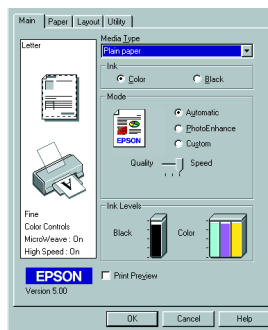 Main Paper Layout Utility
Letter
Media Type
Plain paper
Ink
Color Black
Mode
EPSON
Automatic
PhotoEnhance
Custom
Quality Speed
Fine
Color Controls
MicroWeave : On
High Speed : On
Ink Levels
Black Color
EPSON
Version 5.00
Print Preview
OK Cancel Help